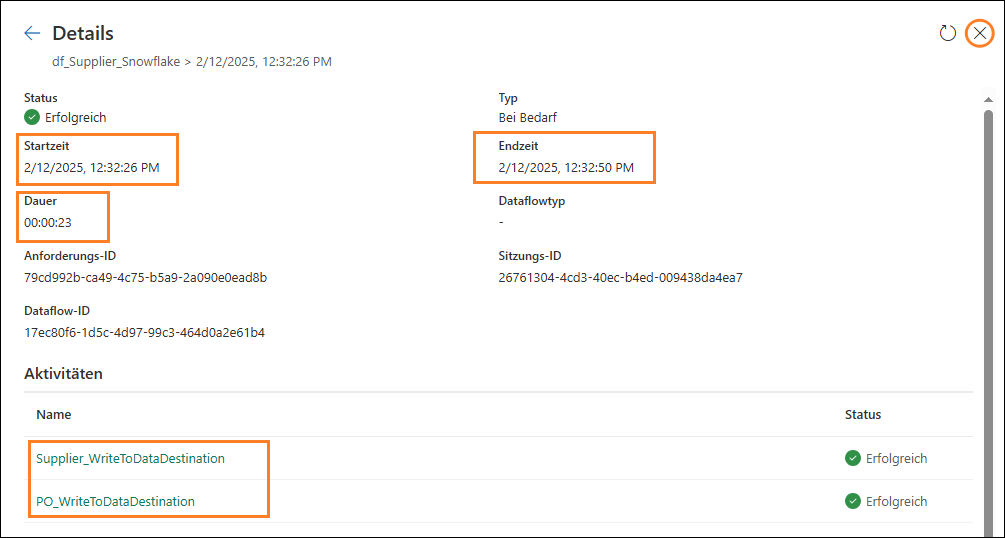 Details
df_Supplier_Snowflake > 2/12/2025, 12:32:26 PM
Status
Typ
Erfolgreich
Bei Bedarf
Startzeit
Endzeit
2/12/2025, 12:32:26 PM
2/12/2025, 12:32:50 PM
Dauer
Dataflowtyp
00:00:23
-
Anforderungs-ID
Sitzungs-ID
79cd992b-ca49-4c75-b5a9-2a090e0ead8b
26761304-4cd3-40ec-b4ed-009438da4ea7
Dataflow-ID
17ec80f6-1d5c-4d97-99c3-464d0a2e61b4
Aktivitäten
Name
Status
Supplier_WriteToDataDestination
Erfolgreich
PO_WriteToDataDestination
Erfolgreich